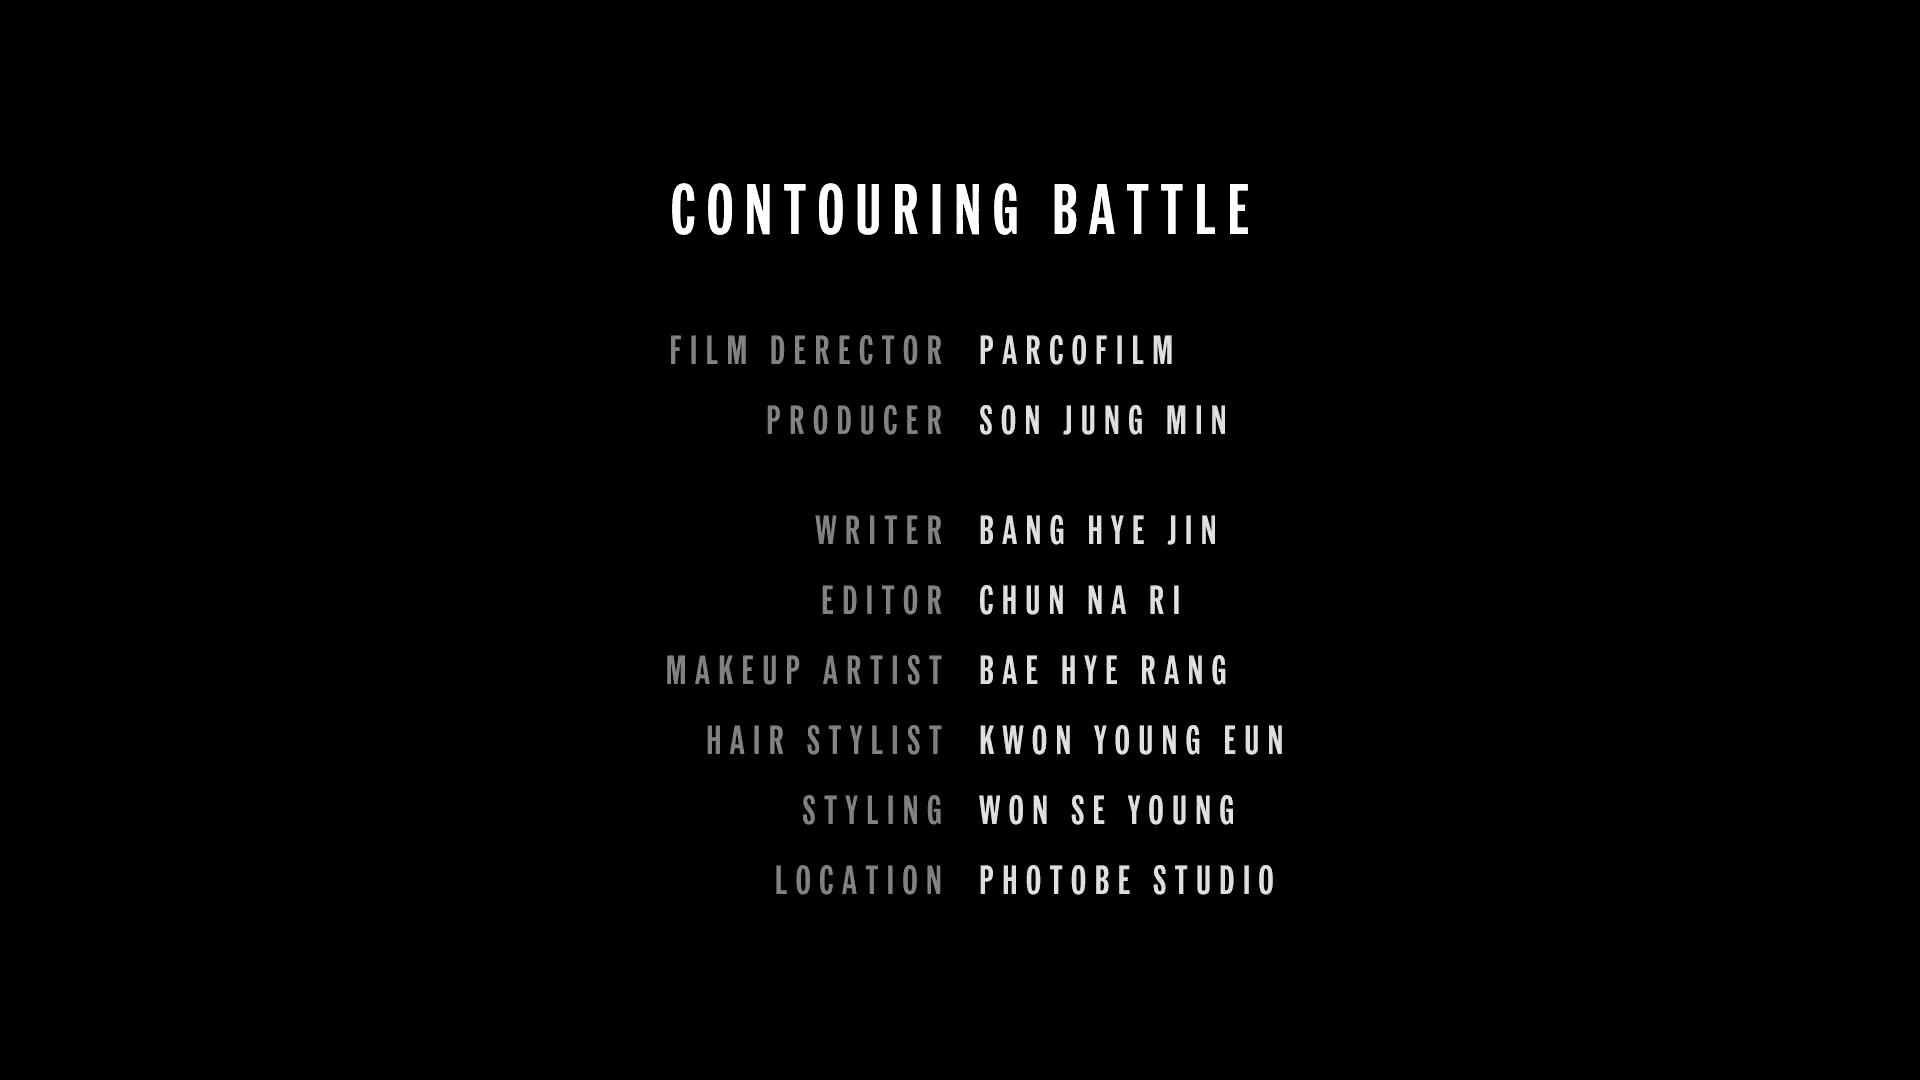 CONTOURING BATTLE
FILM DERECTOR PARCOFILM
PRODUCER SON JUNG MIN
WRITER BANG HYE JIN
EDITOR CHUN NA RI
MAKEUP ARTIST BAE HYE RANG
HAIR STYLIST KWON YOUNG EUN
STYLING WON SE YOUNG
LOCATION PHOTOBE STUDIO